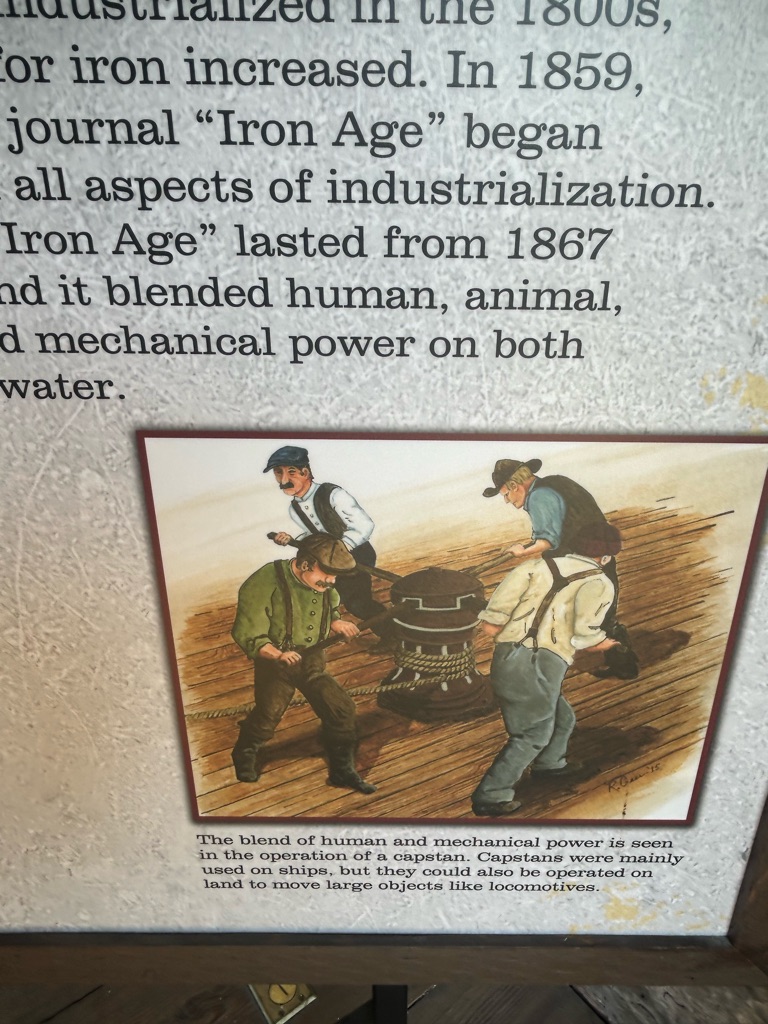 industrialized in the 1800s,
for iron increased. In 1859,
journal “Iron Age” began
all aspects of industrialization.
“Iron Age” lasted from 1867
nd it blended human, animal,
d mechanical power on both
water.
The blend of human and mechanical power is seen
in the operation of a capstan. Capstans were mainly
used on ships, but they could also be operated on
land to move large objects like locomotives.